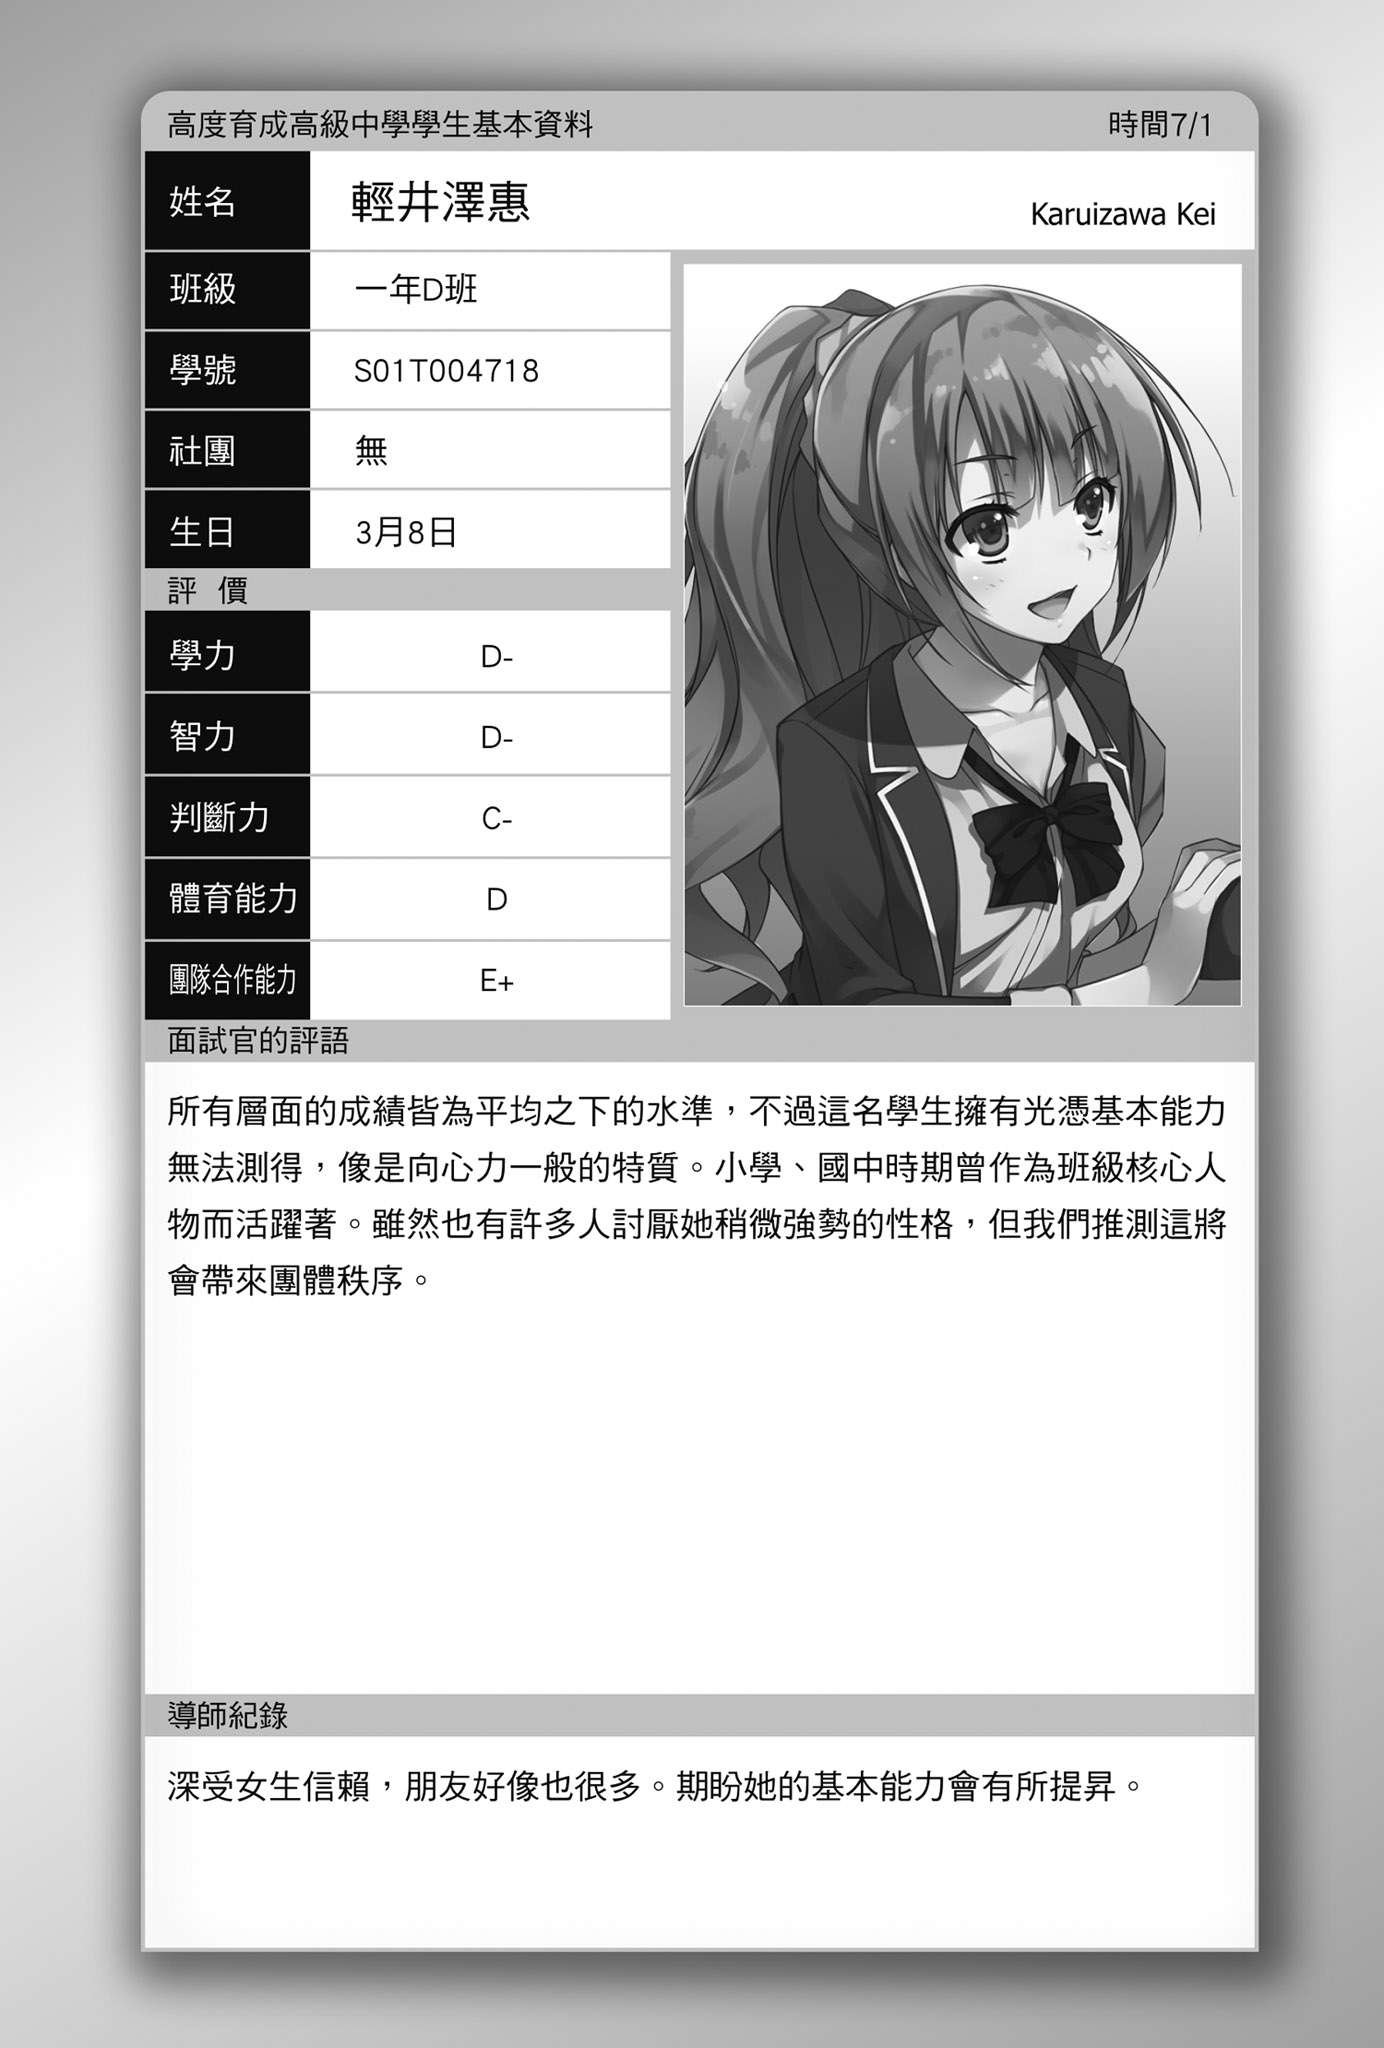 高度育成高級中學學生基本資料 時間7/1
姓名 輕井澤惠 Karuizawa Kei
班級 一年D班
學號 S01T004718
社團 無
生日 3月8日
評 價
學力 D-
智力 D-
判斷力 C-
體育能力 D
團隊合作能力 E+
面試官的評語
所有層面的成績皆為平均之下的水準，不過這名學生擁有光憑基本能力
無法測得，像是向心力一般的特質。小學、國中時期曾作為班級核心人
物而活躍著。雖然也有許多人討厭她稍微強勢的性格，但我們推測這將
會帶來團體秩序。
導師紀錄
深受女生信賴，朋友好像也很多。期盼她的基本能力會有所提昇。